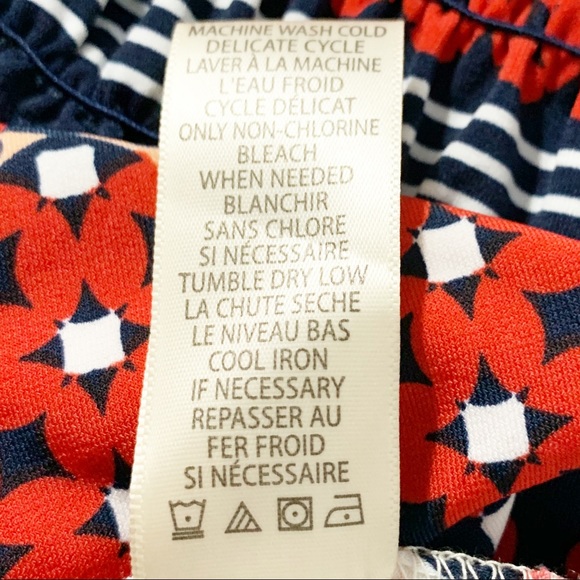 MACHINE WASH COLD
DELICATE CYCLE
LAVER À LA MACHINE
L'EAU FROID
CYCLE DÉLICAT
ONLY NON-CHLORINE
BLEACH
WHEN NEEDED
BLANCHIR
SANS CHLORE
SI NÉCESSAIRE
TUMBLE DRY LOW
LA CHUTE SECHE
LE NIVEAU BAS
COOL IRON
IF NECESSARY
REPASSER AU
FER FROID
SI NÉCESSAIRE